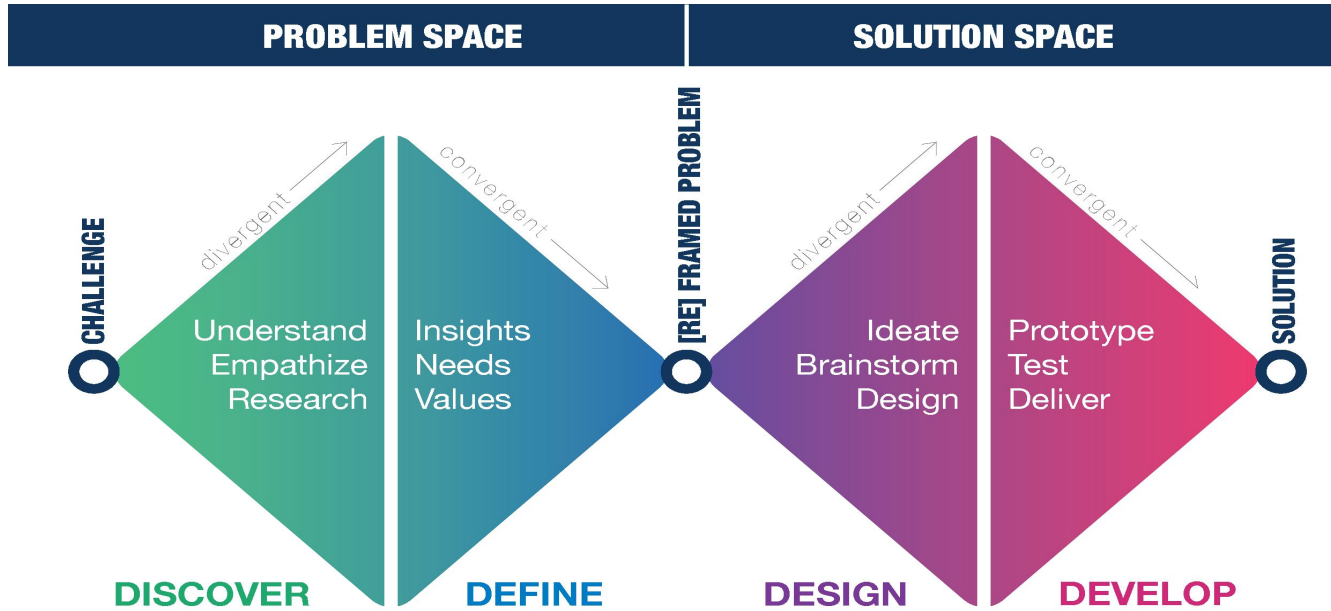 PROBLEM SPACE
SOLUTION SPACE
CHALLENGE
divergent
convergent
[RE] FRAMED PROBLEM
divergent
convergent
SOLUTION
Understand
Empathize
Research
Insights
Needs
Values
Ideate
Brainstorm
Design
Prototype
Test
Deliver
DISCOVER
DEFINE
DESIGN
DEVELOP